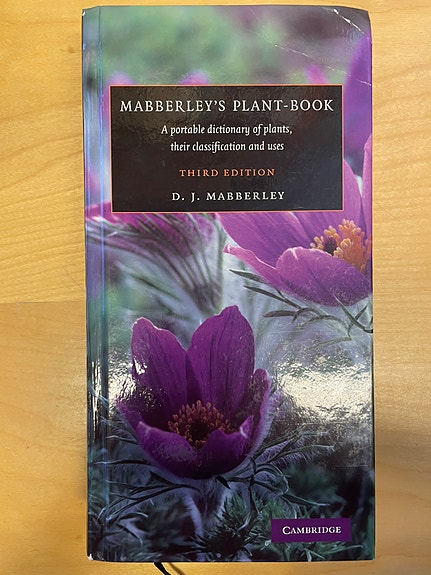 MABBERLEY'S PLANT-BOOK
A portable dictionary of plants,
their classification and uses
THIRD EDITION
D. J. MABBERLEY
CAMBRIDGE